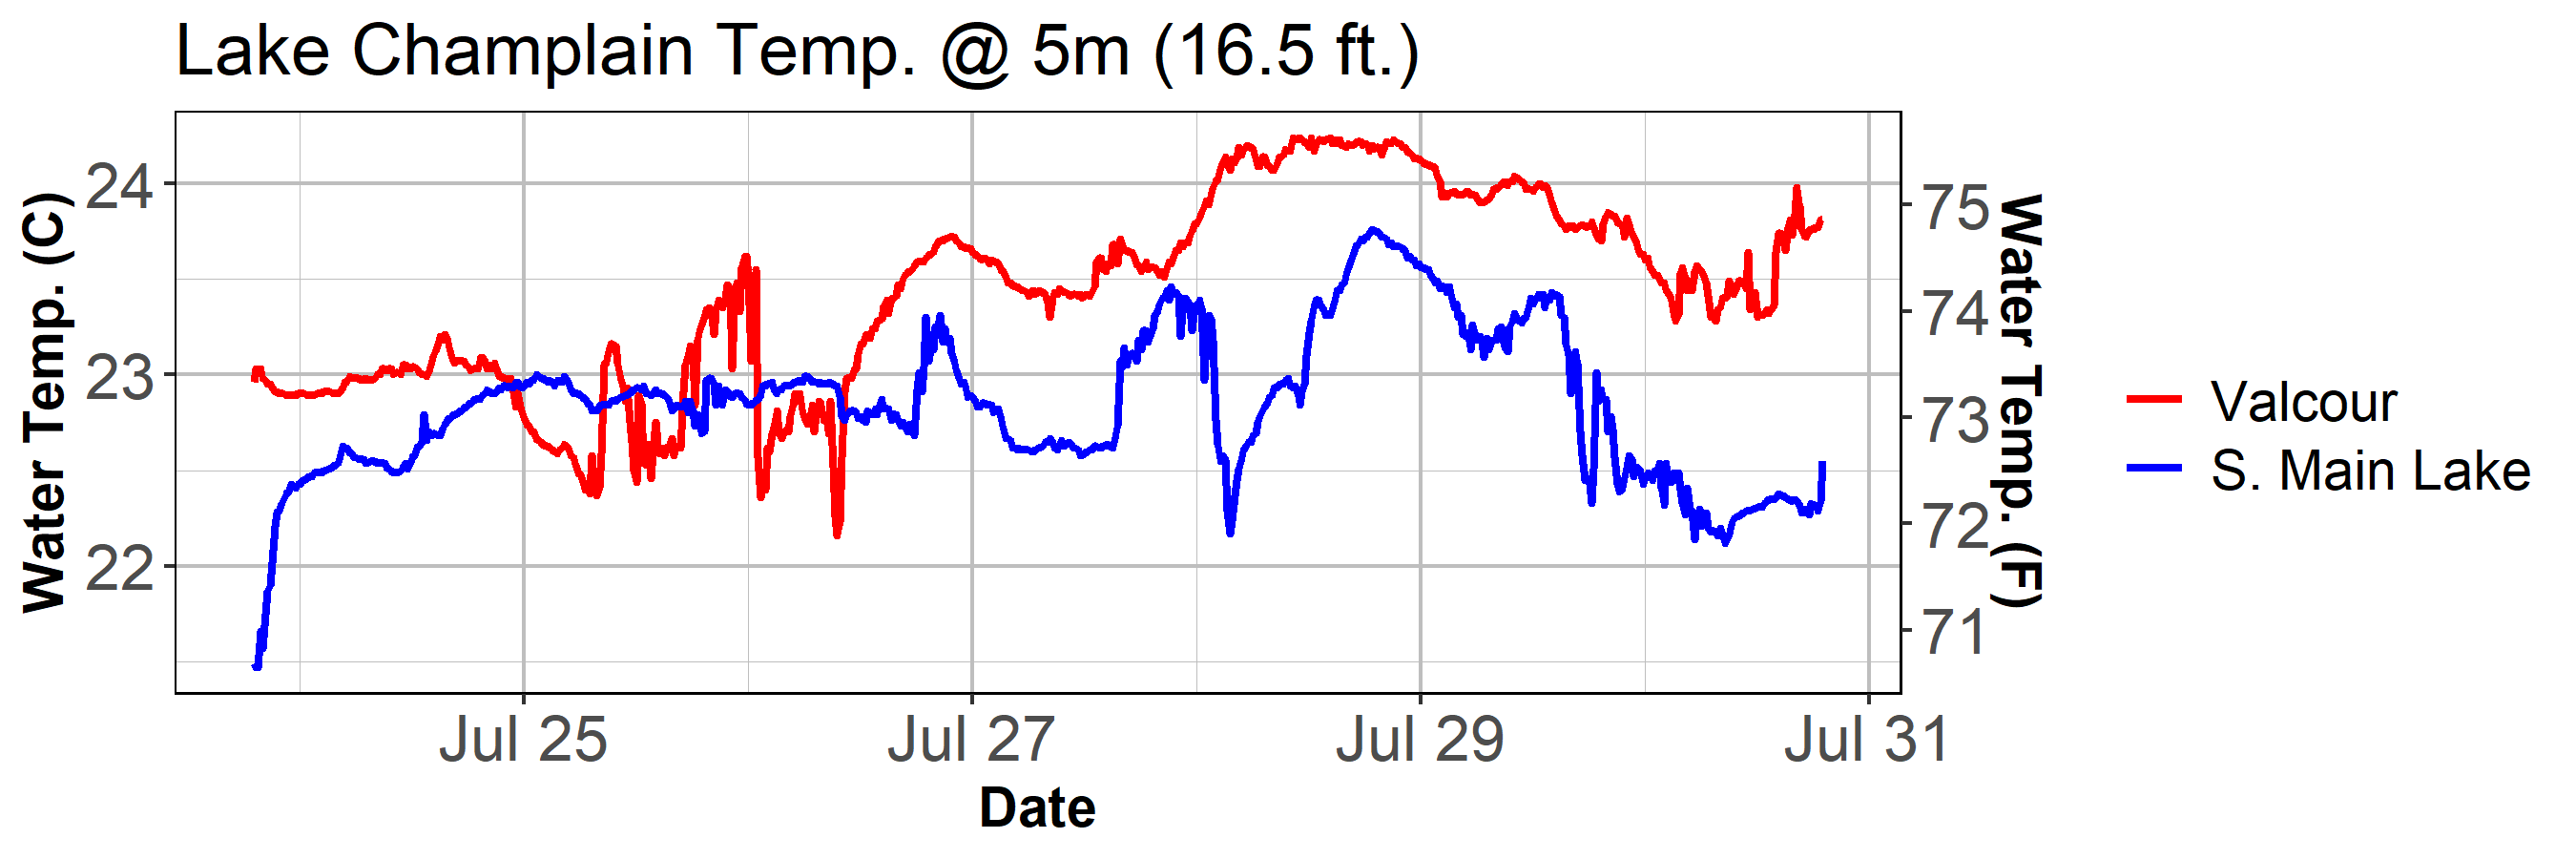 Lake Champlain Temp. @ 5m (16.5 ft.)
Water Temp. (C)
24
23
22
75
74
73
72
71
Water Temp. (F)
Jul 25
Jul 27
Jul 29
Jul 31
Date
Valcour
S. Main Lake